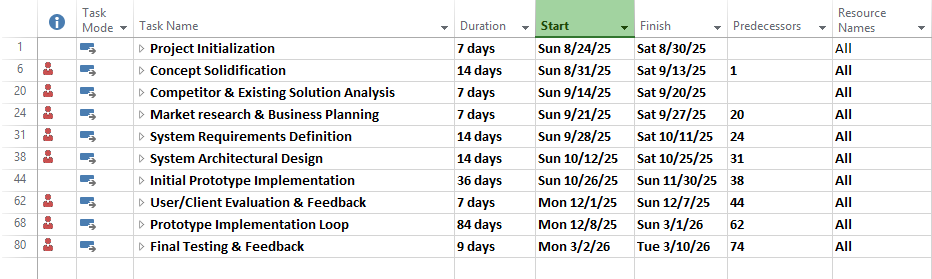 Task Mode Task Name Duration Start Finish Predecessors Resource Names
1 Project Initialization 7 days Sun 8/24/25 Sat 8/30/25 All
6 Concept Solidification 14 days Sun 8/31/25 Sat 9/13/25 1 All
20 Competitor & Existing Solution Analysis 7 days Sun 9/14/25 Sat 9/20/25 All
24 Market research & Business Planning 7 days Sun 9/21/25 Sat 9/27/25 20 All
31 System Requirements Definition 14 days Sun 9/28/25 Sat 10/11/25 24 All
38 System Architectural Design 14 days Sun 10/12/25 Sat 10/25/25 31 All
44 Initial Prototype Implementation 36 days Sun 10/26/25 Sun 11/30/25 38 All
62 User/Client Evaluation & Feedback 7 days Mon 12/1/25 Sun 12/7/25 44 All
68 Prototype Implementation Loop 84 days Mon 12/8/25 Sun 3/1/26 62 All
80 Final Testing & Feedback 9 days Mon 3/2/26 Tue 3/10/26 74 All